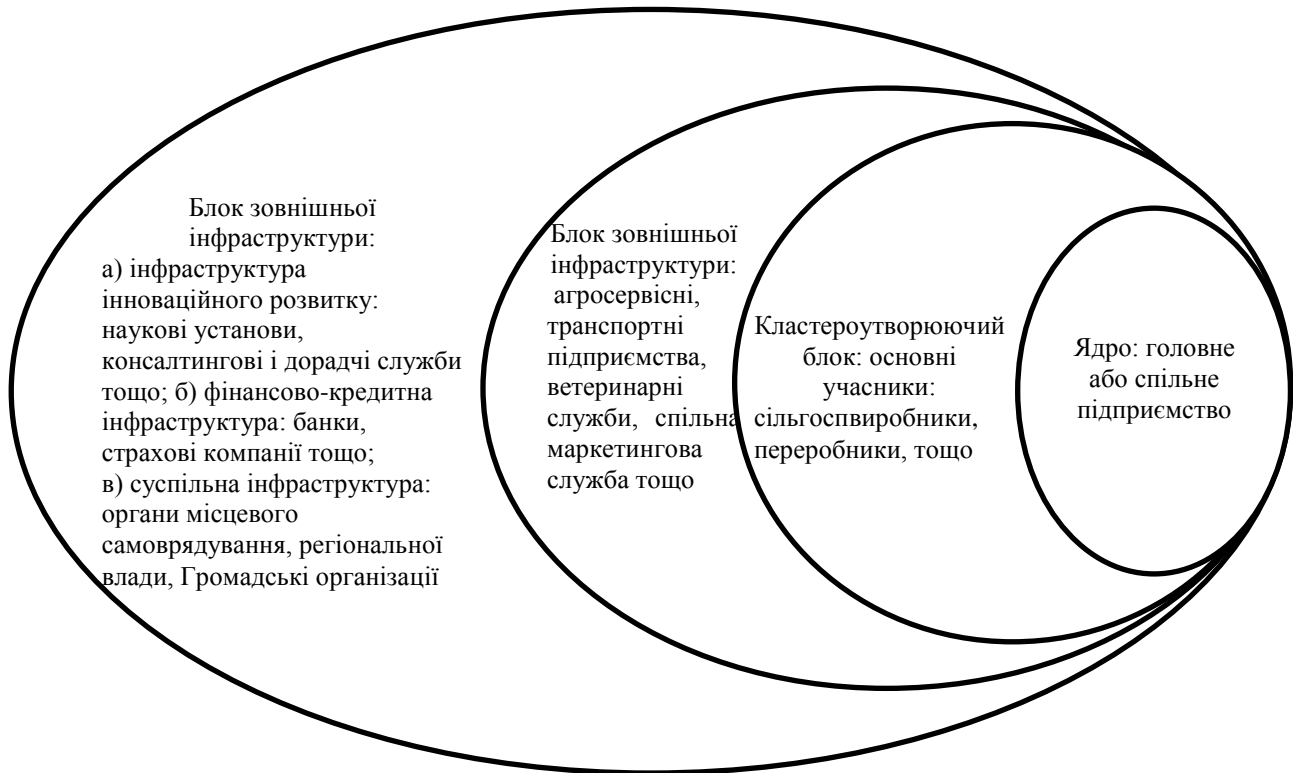 Блок зовнішньої
інфраструктури:
а) інфраструктура
інноваційного розвитку:
наукові установи,
консалтингові і дорадчі служби
тощо; б) фінансово-кредитна
інфраструктура: банки,
страхові компанії тощо;
в) суспільна інфраструктура:
органи місцевого
самоврядування, регіональної
влади, Громадські організації
Блок зовнішньої
інфраструктури:
агросервісні,
транспортні
підприємства,
ветеринарні
служби, спільна
маркетингова
служба тощо
Кластероутворюючий
блок: основні
учасники:
сільгоспвиробники,
переробники, тощо
Ядро: головне
або спільне
підприємство